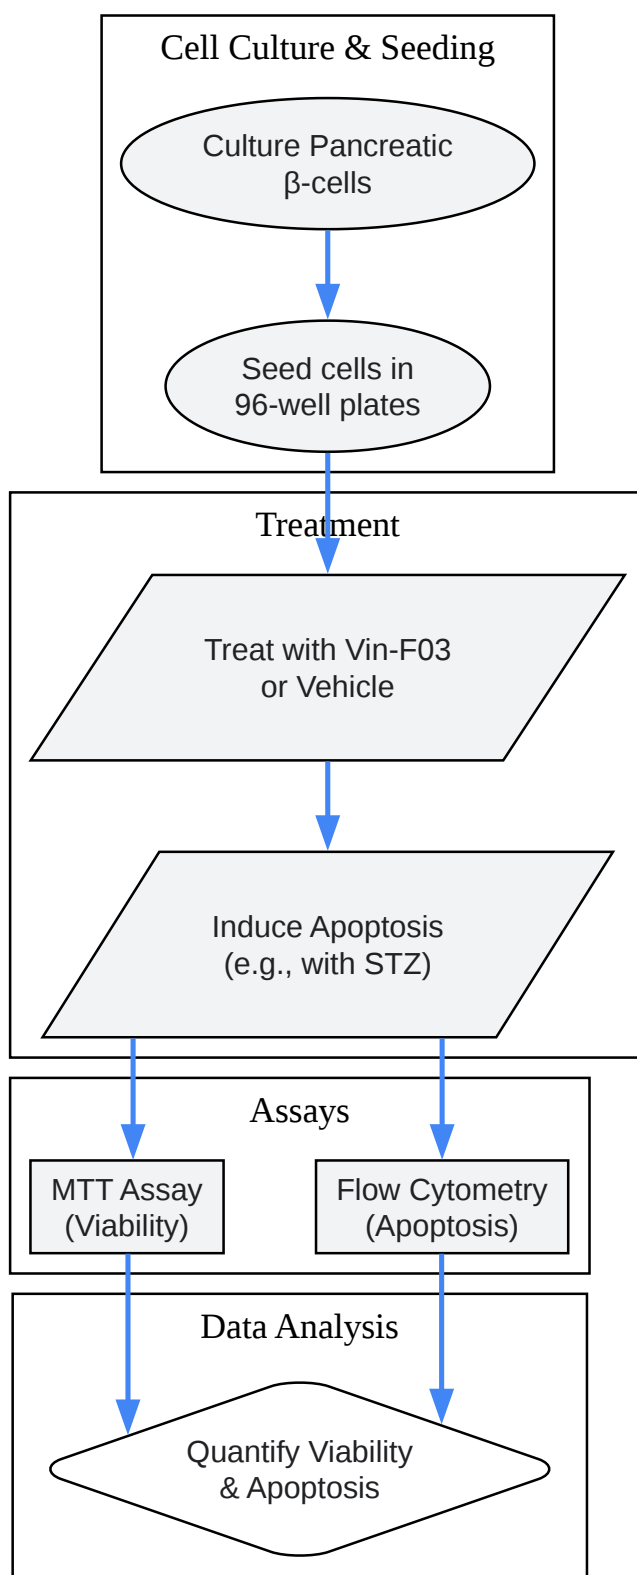 Cell Culture & Seeding
Culture Pancreatic
β-cells
Seed cells in
96-well plates
Treatment
Treat with Vin-F03
or Vehicle
Induce Apoptosis
(e.g., with STZ)
Assays
MTT Assay
(Viability)
Flow Cytometry
(Apoptosis)
Data Analysis
Quantify Viability
& Apoptosis